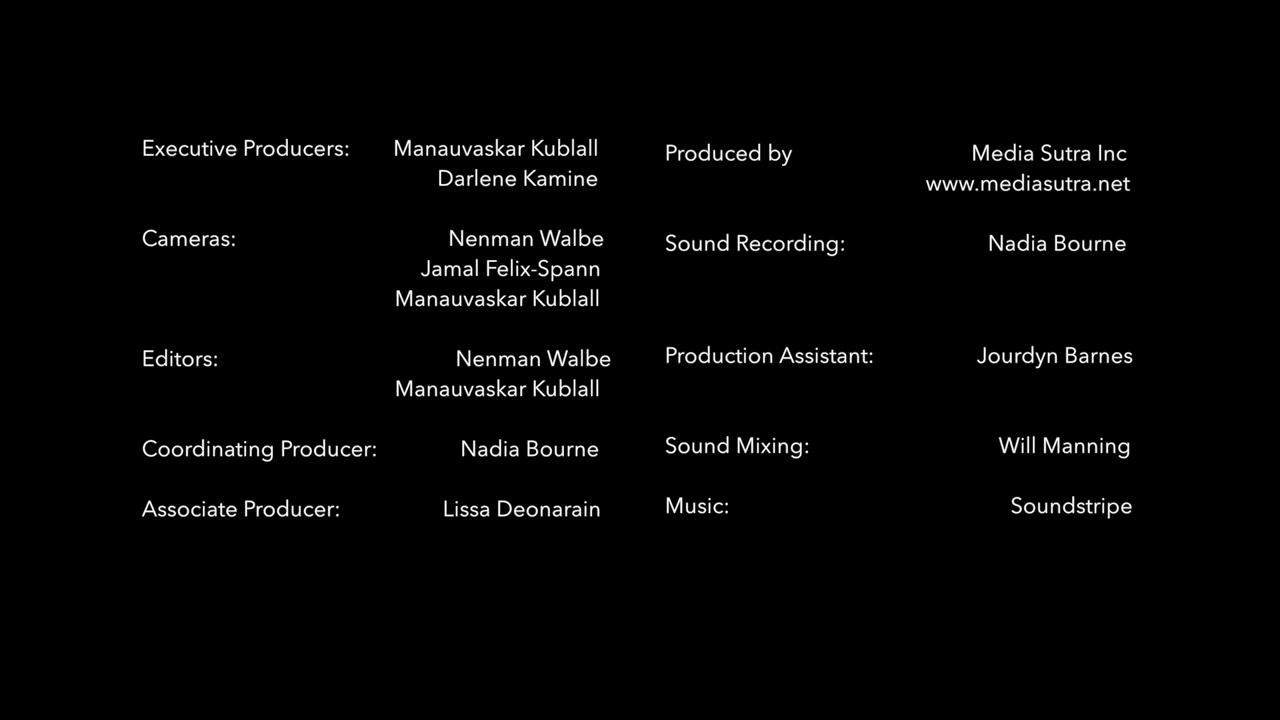 Executive Producers: Manauvaskar Kublall
Darlene Kamine
Cameras: Nenman Walbe
Jamal Felix-Spann
Manauvaskar Kublall
Editors: Nenman Walbe
Manauvaskar Kublall
Coordinating Producer: Nadia Bourne
Associate Producer: Lissa Deonarain
Produced by Media Sutra Inc
www.mediasutra.net
Sound Recording: Nadia Bourne
Production Assistant: Jourdyn Barnes
Sound Mixing: Will Manning
Music: Soundstripe